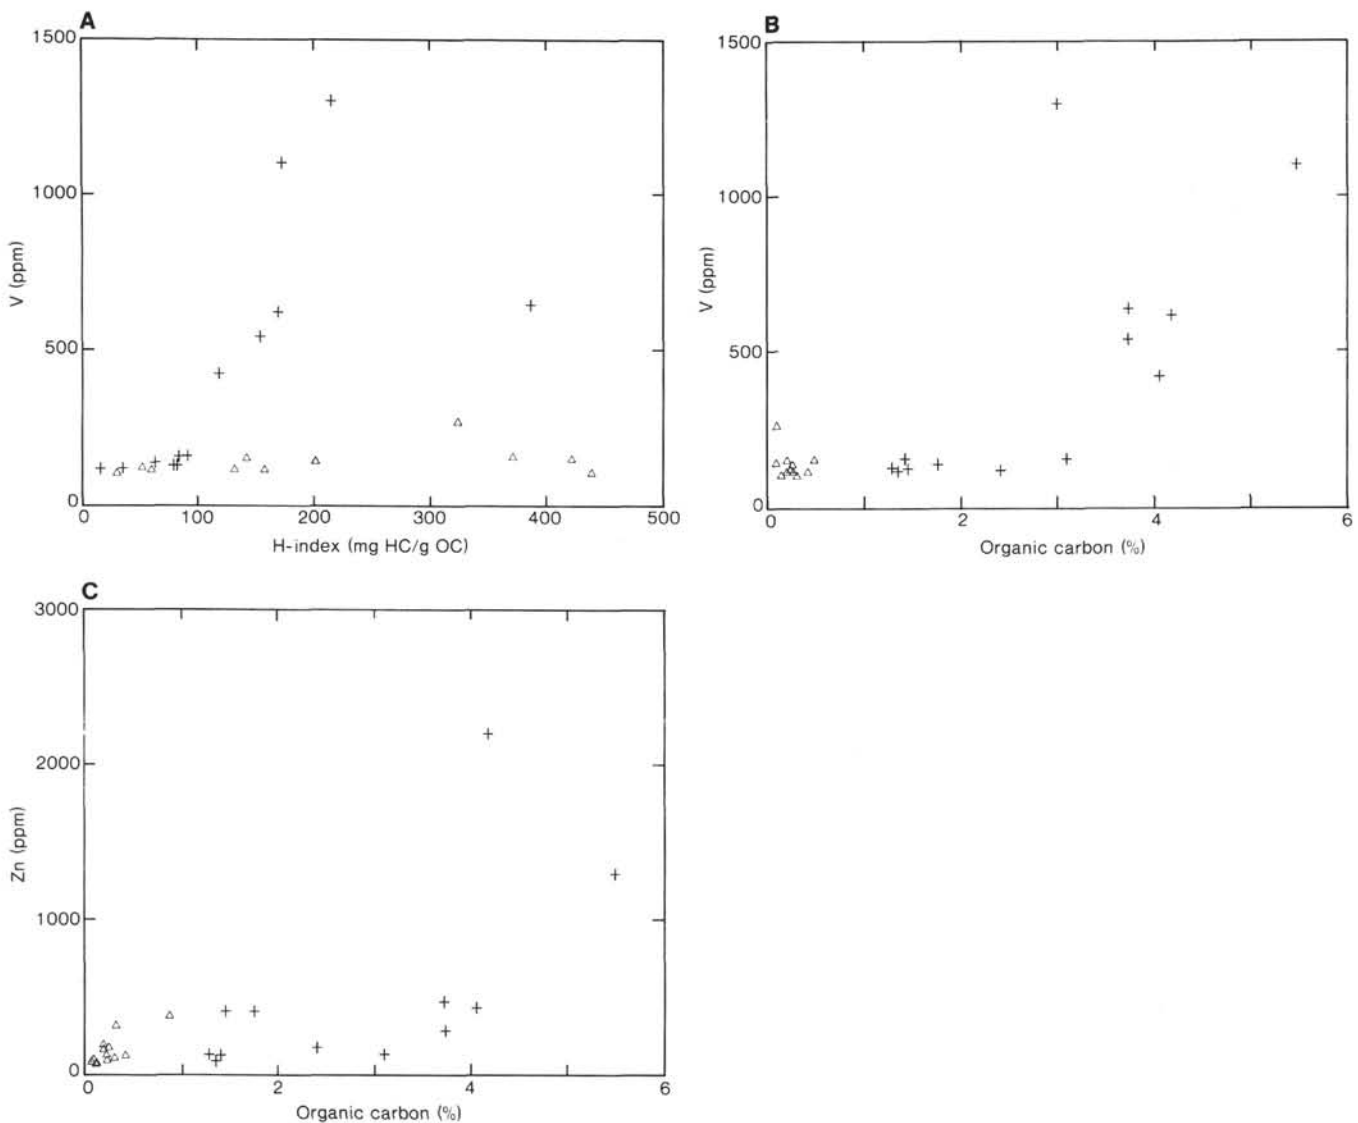 A
1500
1000
500
0
V (ppm)
0 100 200 300 400 500
H-index (mg HC/g OC)
B
1500
1000
500
0
V (ppm)
0 2 4 6
Organic carbon (%)
C
3000
2000
1000
0
Zn (ppm)
0 2 4 6
Organic carbon (%)